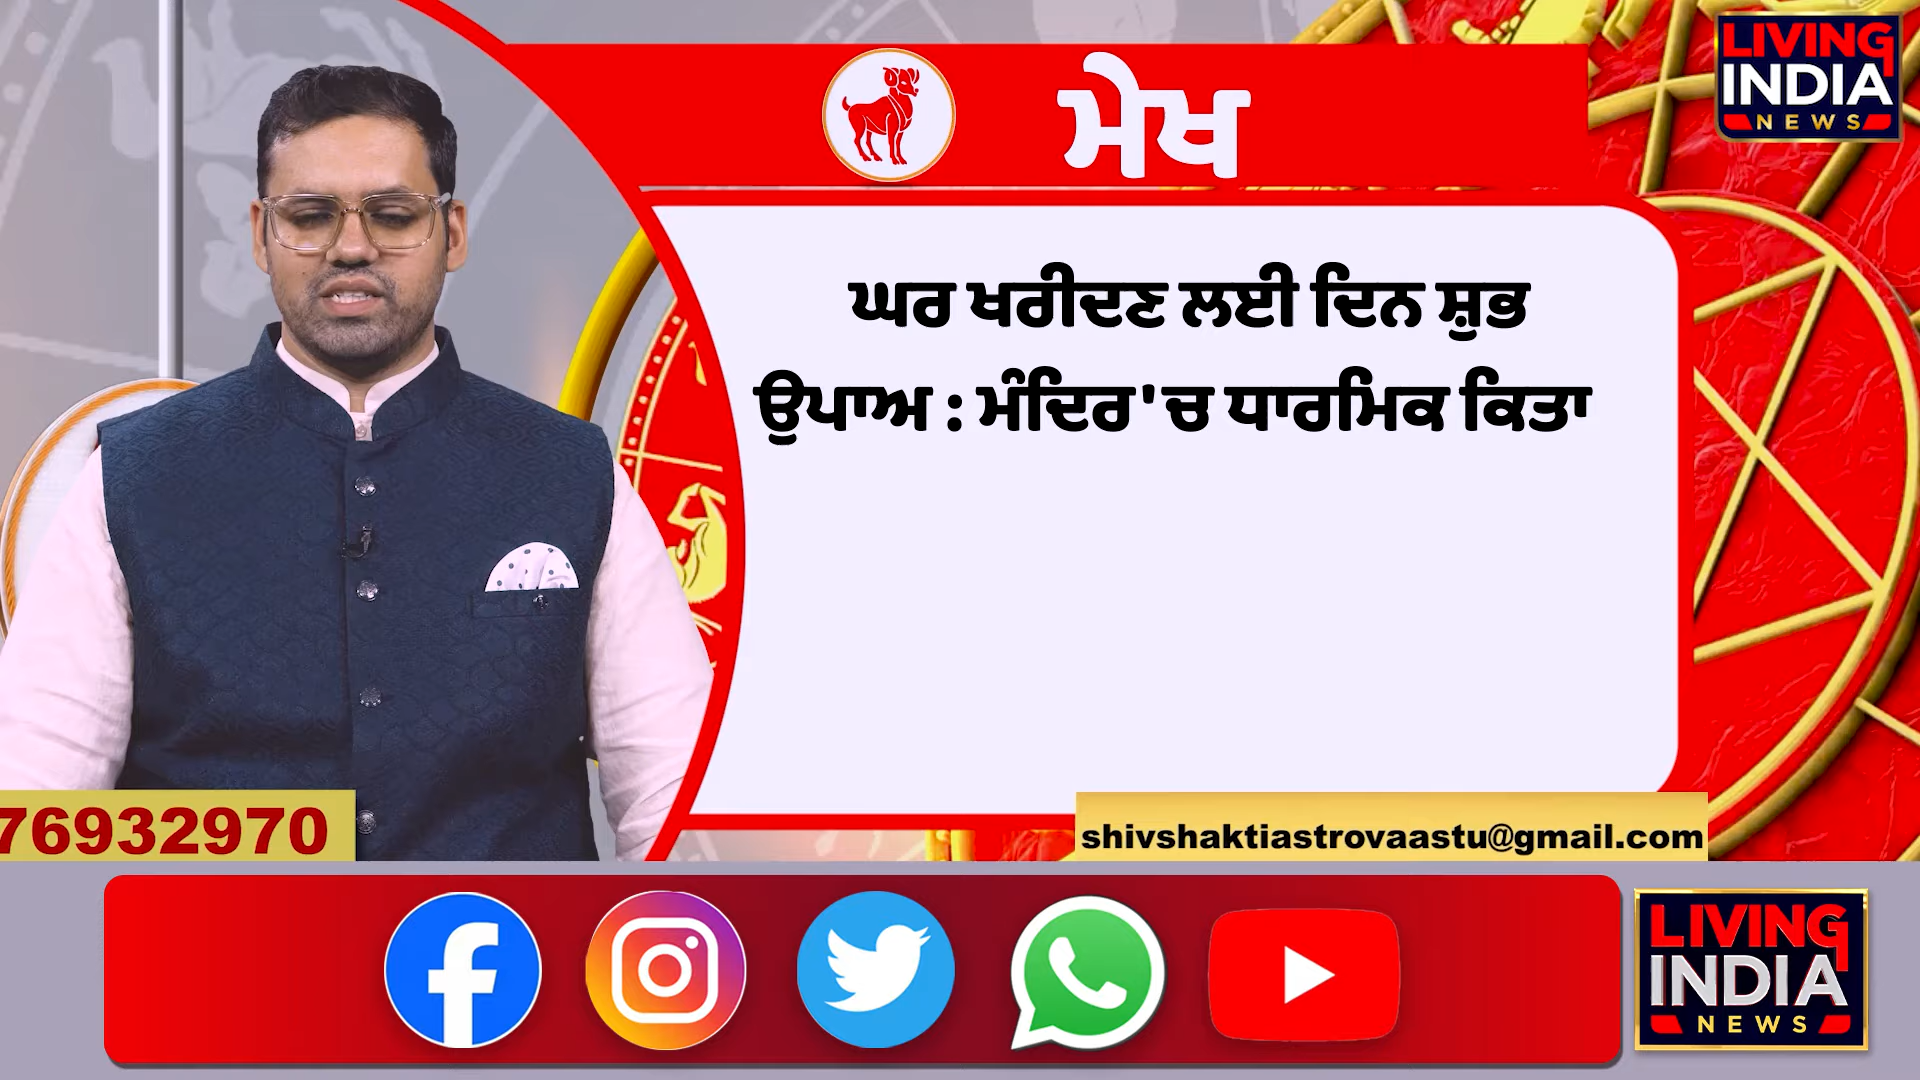 LIVING
INDIA
NEWS
ਮੇਖ
ਘਰ ਖਰੀਦਣ ਲਈ ਦਿਨ ਸ਼ੁਭ
ਉਪਾਅ : ਮੰਦਿਰ'ਚ ਧਾਰਮਿਕ ਕਿਤਾ
76932970
shivshaktiastrovaastu@gmail.com
LIVING
INDIA
NEWS